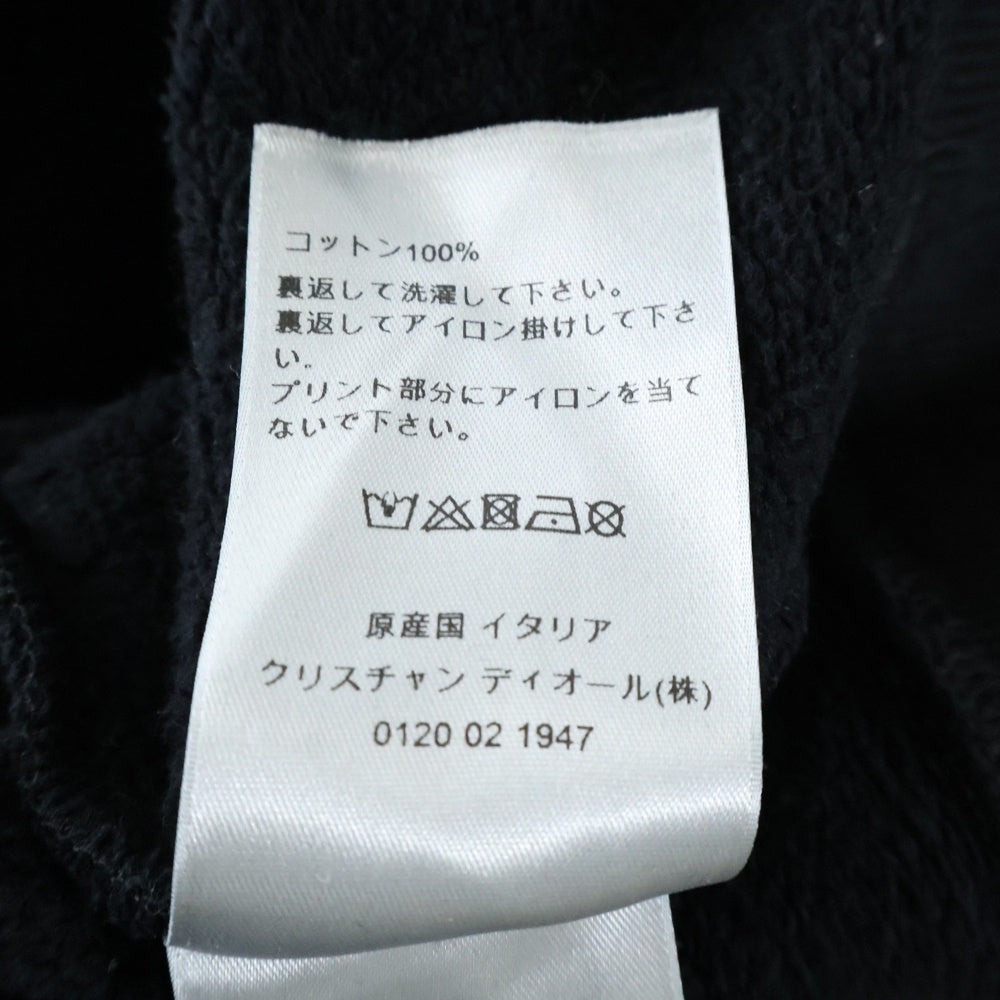 コットン100%
裏返して洗濯して下さい。
裏返してアイロン掛けして下さ
い。
プリント部分にアイロンを当て
ないで下さい。
原産国 イタリア
クリスチャン ディオール(株)
0120 02 1947